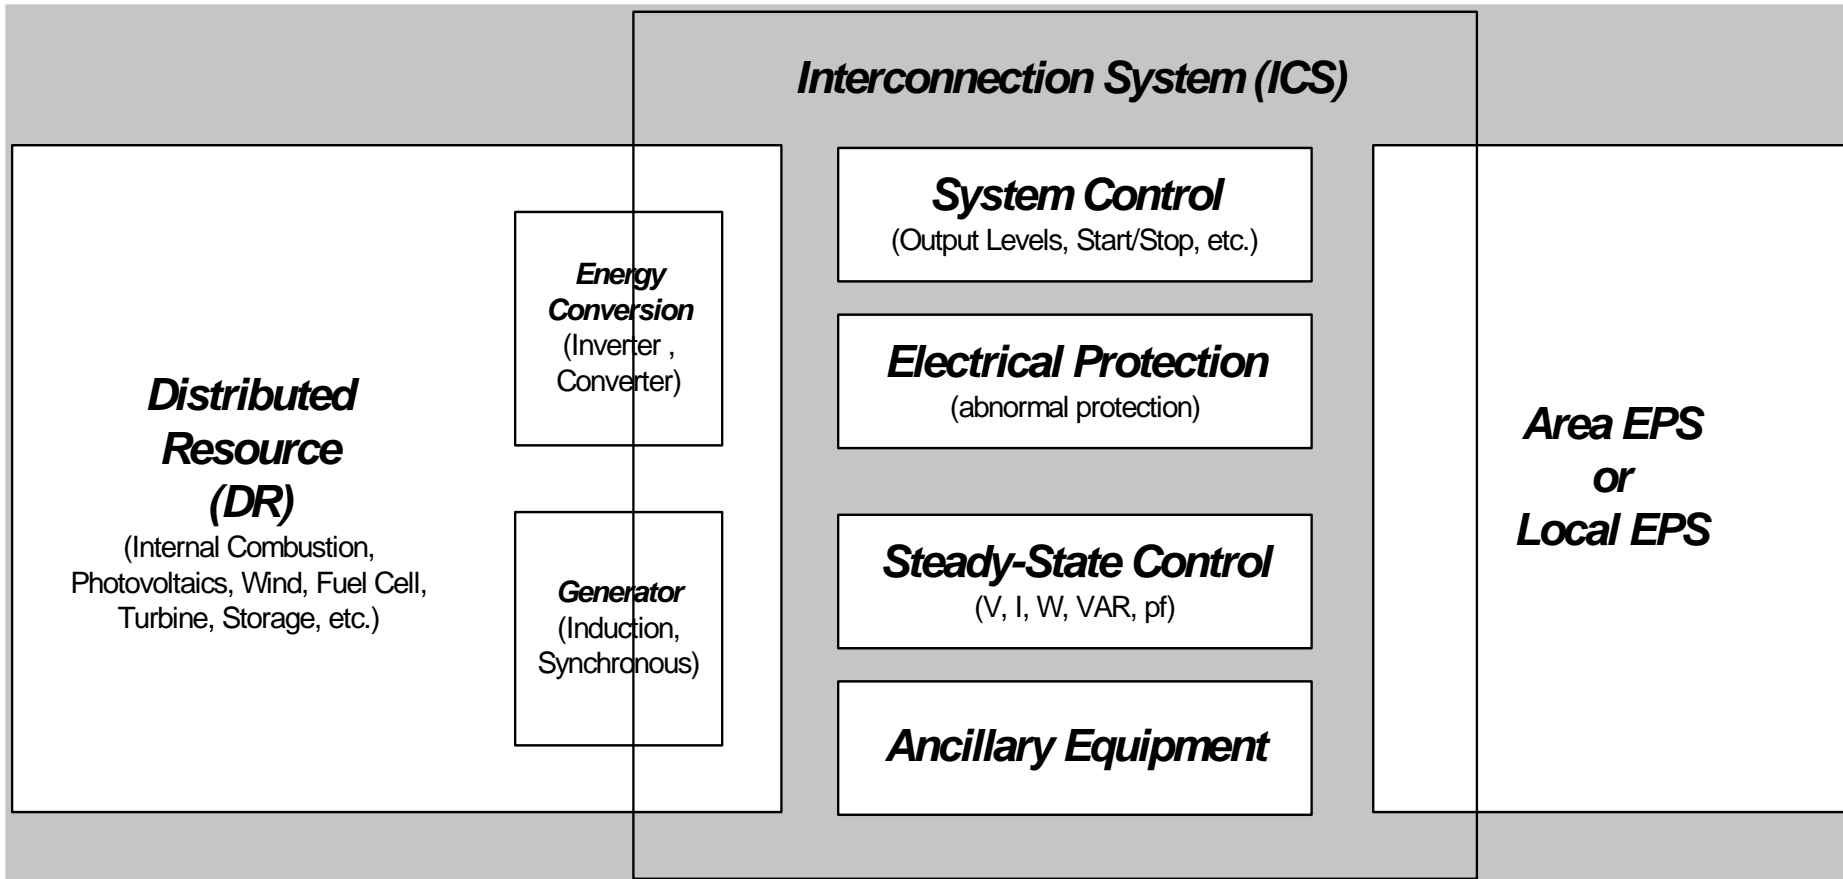 Interconnection System (ICS)
Distributed
Resource
(DR)
(Internal Combustion,
Photovoltaics, Wind, Fuel Cell,
Turbine, Storage, etc.)
Energy
Conversion
(Inverter ,
Converter)
Generator
(Induction,
Synchronous)
System Control
(Output Levels, Start/Stop, etc.)
Electrical Protection
(abnormal protection)
Steady-State Control
(V, I, W, VAR, pf)
Ancillary Equipment
Area EPS
or
Local EPS